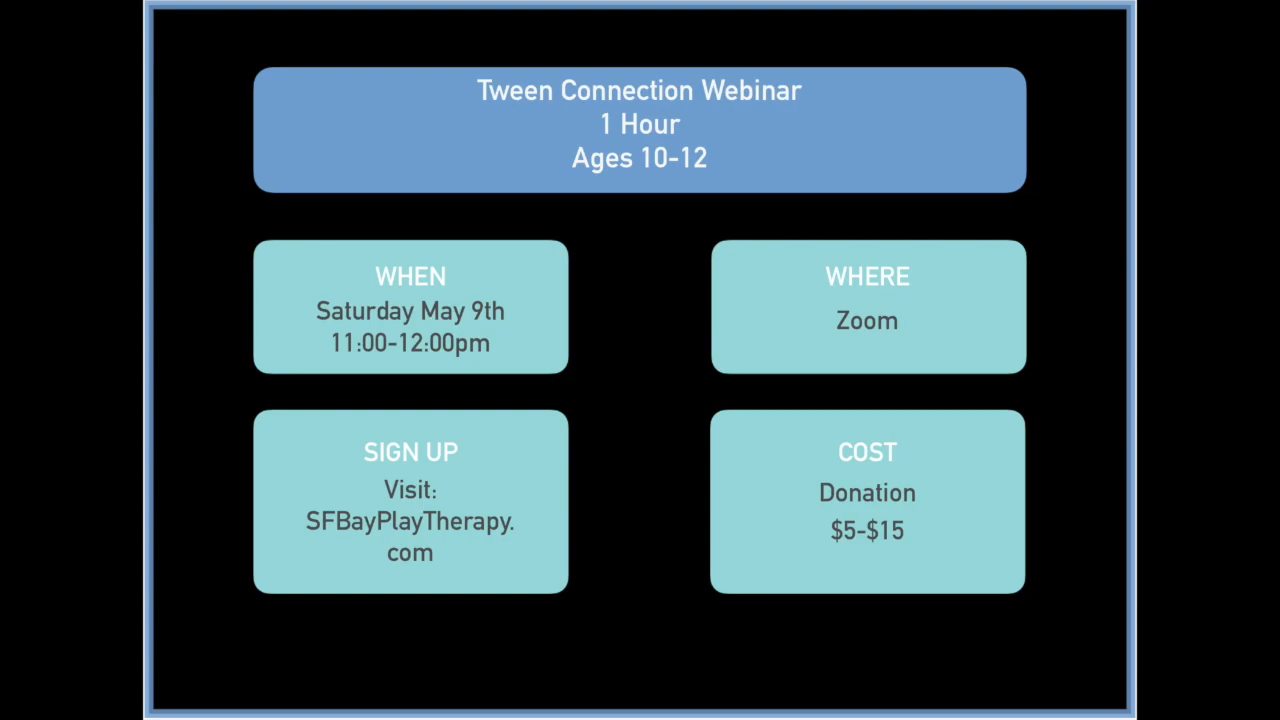 Tween Connection Webinar
1 Hour
Ages 10-12
WHEN
Saturday May 9th
11:00-12:00pm
WHERE
Zoom
SIGN UP
Visit:
SFBayPlayTherapy.
com
COST
Donation
$5-$15